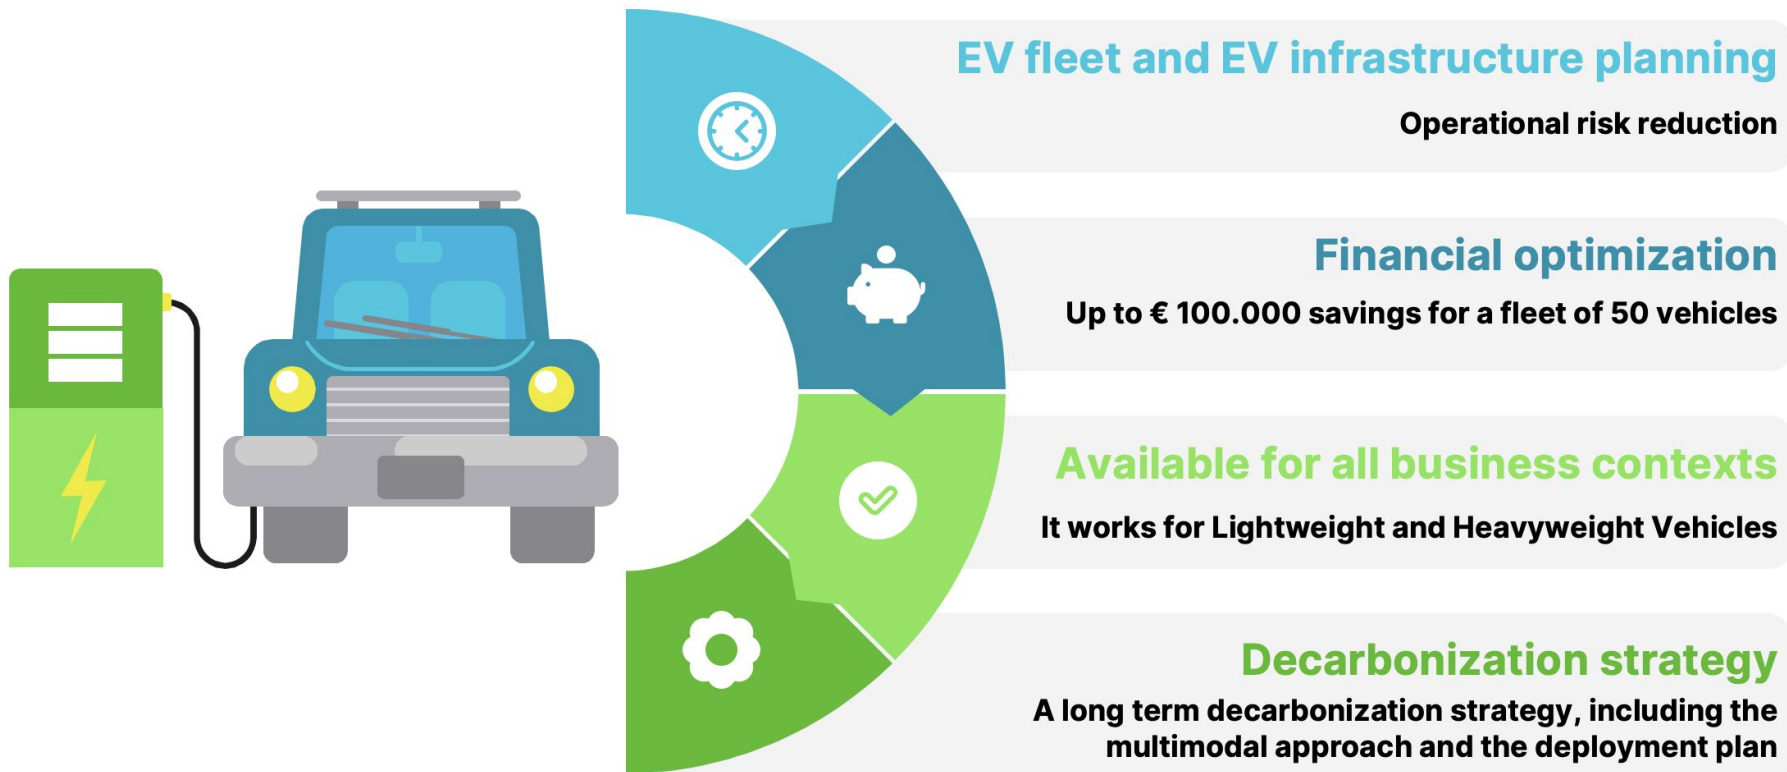 EV fleet and EV infrastructure planning
Operational risk reduction
Financial optimization
Up to € 100.000 savings for a fleet of 50 vehicles
Available for all business contexts
It works for Lightweight and Heavyweight Vehicles
Decarbonization strategy
A long term decarbonization strategy, including the
multimodal approach and the deployment plan